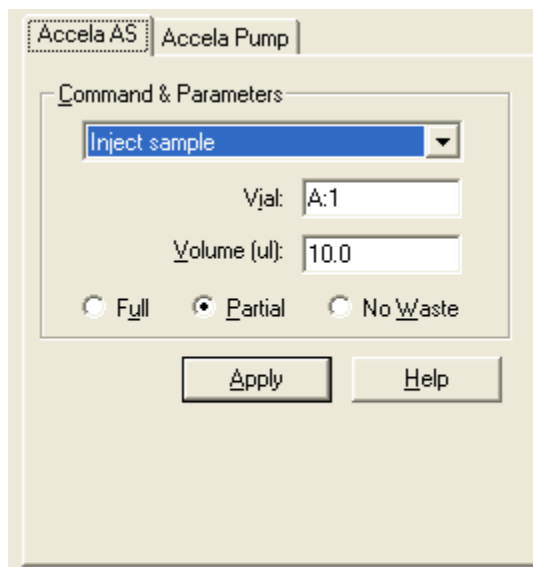 Accela AS Accela Pump
Command & Parameters
Inject sample
Vial: A:1
Volume (ul): 10.0
Full Partial No Waste
Apply Help